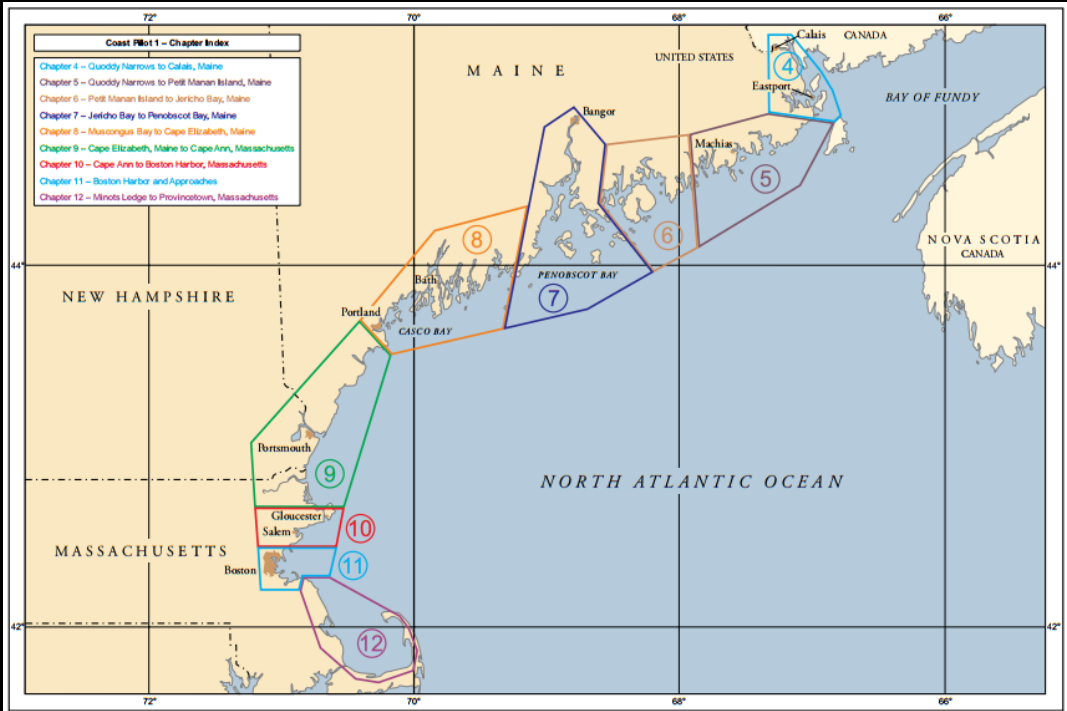 72°
70°
68°
66°
Coast Pilot 1 – Chapter Index
Chapter 4 – Quoddy Narrows to Calais, Maine
Chapter 5 – Quoddy Narrows to Petit Manan Island, Maine
Chapter 6 – Petit Manan Island to Jericho Bay, Maine
Chapter 7 – Jericho Bay to Penobscot Bay, Maine
Chapter 8 – Muscongus Bay to Cape Elizabeth, Maine
Chapter 9 – Cape Elizabeth, Maine to Cape Ann, Massachusetts
Chapter 10 – Cape Ann to Boston Harbor, Massachusetts
Chapter 11 – Boston Harbor and Approaches
Chapter 12 – Minots Ledge to Provincetown, Massachusetts
Calais
CANADA
UNITED STATES
MAINE
4
Eastport
BAY OF FUNDY
Bangor
Machias
5
6
8
NOVA SCOTIA
CANADA
44°
44°
PENOBSCOT BAY
Bath
7
NEW HAMPSHIRE
Portland
CASCO BAY
Portsmouth
9
NORTH ATLANTIC OCEAN
Gloucester
10
Salem
MASSACHUSETTS
Boston
11
42°
42°
12
72°
70°
68°
66°